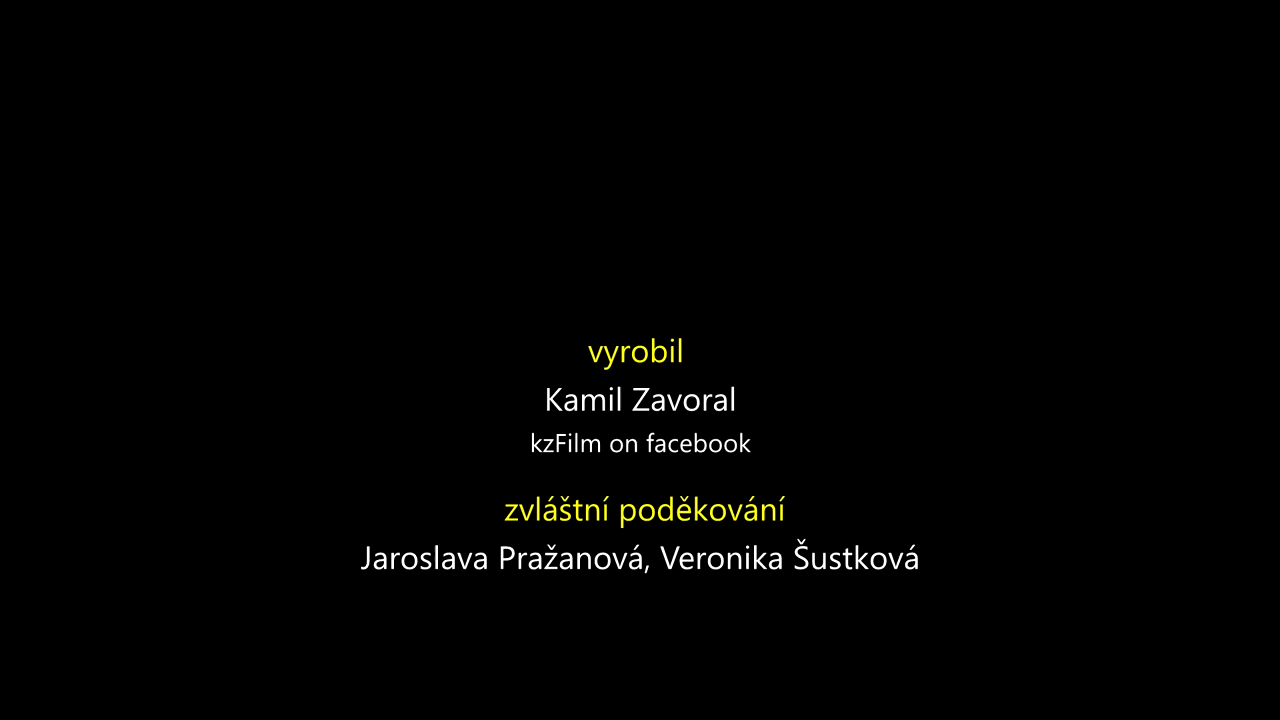 vyrobil
Kamil Zavoral
kzFilm on facebook
zvláštní poděkování
Jaroslava Pražanová, Veronika Šustková